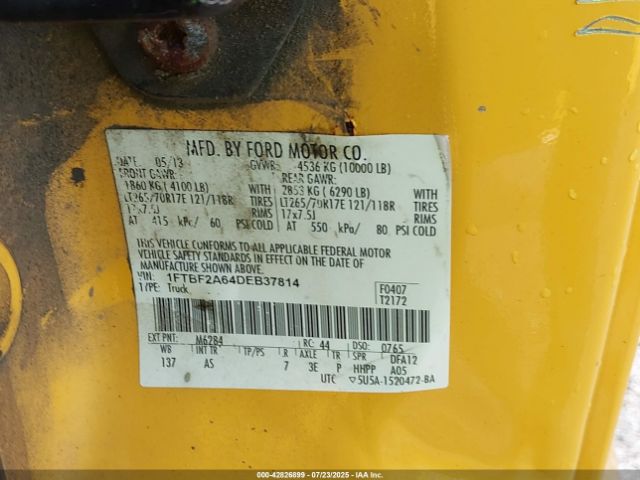 MFD. BY FORD MOTOR CO.
DATE: 05/13 GVWR: 4536 KG (10000 LB)
FRONT GAWR: REAR GAWR:
1860 KG (4100 LB) WITH 2853 KG (6290 LB) WITH
LT265/70R17E 121/118R TIRES LT265/70R17E 121/118R TIRES
17x7.5J RIMS 17x7.5J RIMS
AT 415 kPa/ 60 PSI COLD AT 550 kPa/ 80 PSI COLD
THIS VEHICLE CONFORMS TO ALL APPLICABLE FEDERAL MOTOR
VEHICLE SAFETY STANDARDS IN EFFECT ON THE DATE OF
MANUFACTURE SHOWN ABOVE.
VIN: 1FTBF2A64DEB37814 F0407
TYPE: Truck T2172
EXT PNT: M6284 RC: 44 DSO: 0765
WB INT TR TP/PS R AXLE TR SPR DFA12
137 AS 7 3E P HHPP A05
UTC ▽5USA-1520472-BA
© 42826899 - 07/23/2025 - IAAI.COM